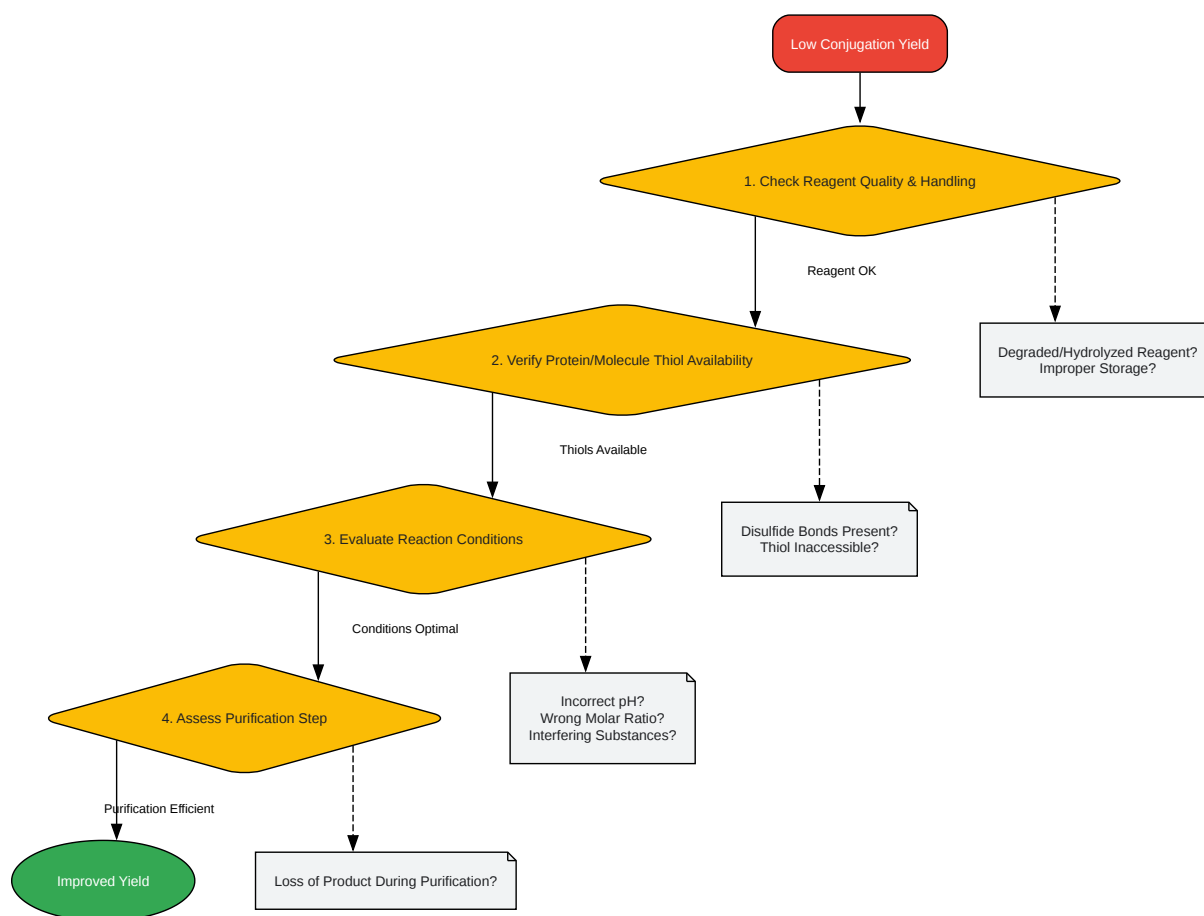 Low Conjugation Yield
1. Check Reagent Quality & Handling
Reagent OK
Degraded/Hydrolyzed Reagent?
Improper Storage?
2. Verify Protein/Molecule Thiol Availability
Thiols Available
Disulfide Bonds Present?
Thiol Inaccessible?
3. Evaluate Reaction Conditions
Conditions Optimal
Incorrect pH?
Wrong Molar Ratio?
Interfering Substances?
4. Assess Purification Step
Purification Efficient
Improved Yield
Loss of Product During Purification?